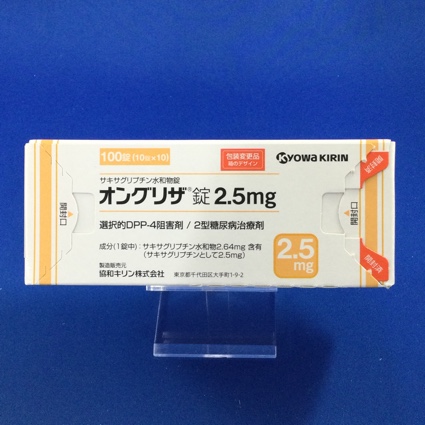 100錠(10錠×10)
包装変更品
箱のデザイン
KYOWA KIRIN
開封済
サキサグリプチン水和物錠
オングリザ®錠2.5mg
開封口
開封口
選択的DPP-4阻害剤 / 2型糖尿病治療剤
成分(1錠中): サキサグリプチン水和物2.64mg 含有
(サキサグリプチンとして2.5mg)
2.5
mg
製造販売元
協和キリン株式会社 東京都千代田区大手町1-9-2
開封済